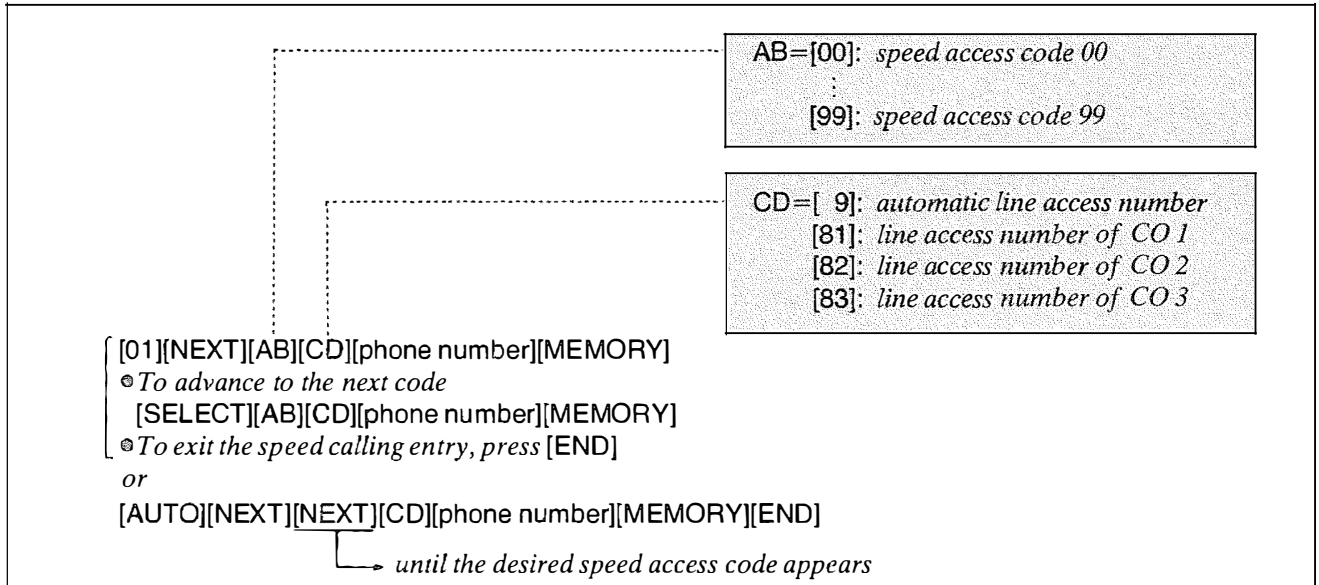 AB=[00]: speed access code 00
⋮
[99]: speed access code 99
CD=[ 9]: automatic line access number
[81]: line access number of CO 1
[82]: line access number of CO 2
[83]: line access number of CO 3
[01][NEXT][AB][CD][phone number][MEMORY]
To advance to the next code
[SELECT][AB][CD][phone number][MEMORY]
To exit the speed calling entry, press [END]
or
[AUTO][NEXT][NEXT][CD][phone number][MEMORY][END]
until the desired speed access code appears